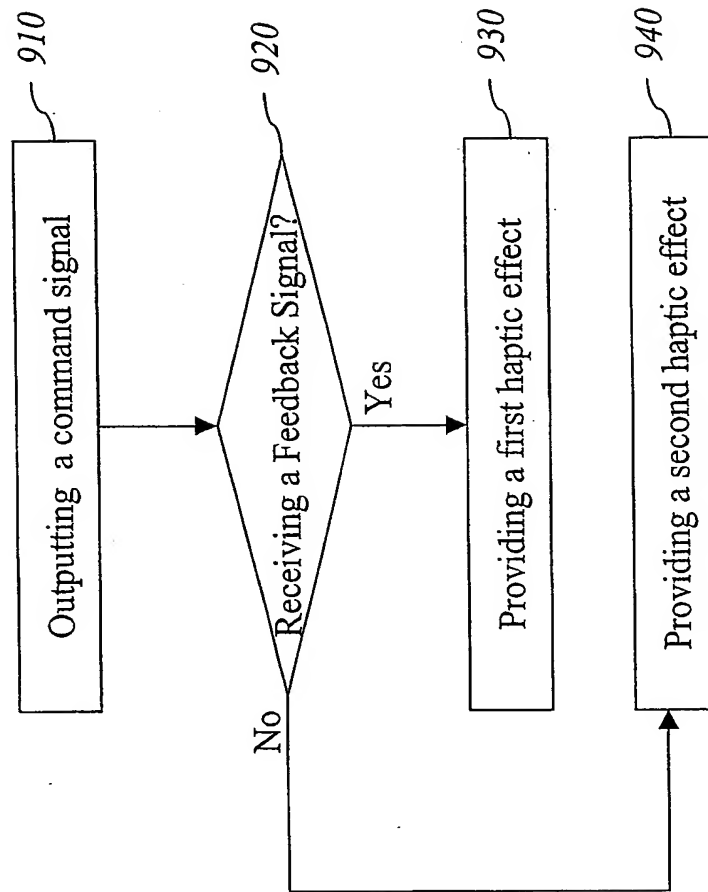 910
Outputting a command signal
920
Receiving a Feedback Signal?
No
Yes
930
Providing a first haptic effect
940
Providing a second haptic effect